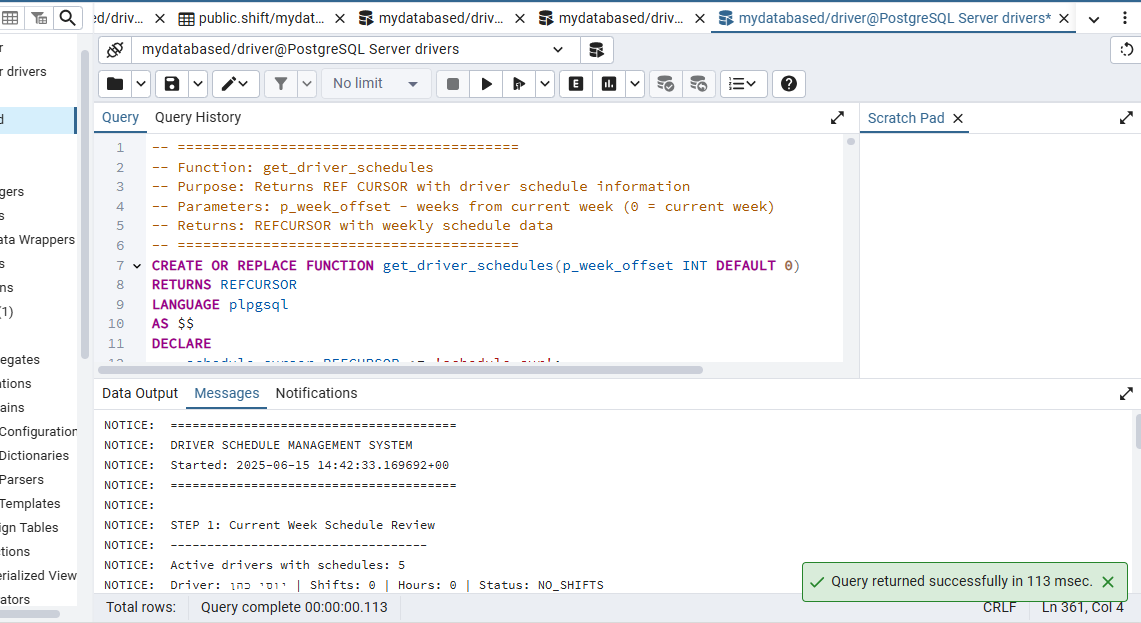 ed/driv...
public.shift/mydat...
mydatabased/driv...
mydatabased/driv...
mydatabased/driver@PostgreSQL Server drivers*
r
r drivers
d
gers
s
ata Wrappers
s
ns
(1)
egates
ations
ains
Configuration
Dictionaries
Parsers
Templates
ign Tables
ctions
erialized View
ators
mydatabased/driver@PostgreSQL Server drivers
No limit
E
Query
Query History
Scratch Pad
1 -- ========================================
2 -- Function: get_driver_schedules
3 -- Purpose: Returns REF CURSOR with driver schedule information
4 -- Parameters: p_week_offset - weeks from current week (0 = current week)
5 -- Returns: REFCURSOR with weekly schedule data
6 -- ========================================
7 CREATE OR REPLACE FUNCTION get_driver_schedules(p_week_offset INT DEFAULT 0)
8 RETURNS REFCURSOR
9 LANGUAGE plpgsql
10 AS $$
11 DECLARE
12 schedule_cursor REFCURSOR := 'schedule_cur';
Data Output
Messages
Notifications
NOTICE: =======================================
NOTICE: DRIVER SCHEDULE MANAGEMENT SYSTEM
NOTICE: Started: 2025-06-15 14:42:33.169692+00
NOTICE: =======================================
NOTICE:
NOTICE: STEP 1: Current Week Schedule Review
NOTICE: -----------------------------------
NOTICE: Active drivers with schedules: 5
NOTICE: Driver: יוסי כהן | Shifts: 0 | Hours: 0 | Status: NO_SHIFTS
Query returned successfully in 113 msec.
Total rows:
Query complete 00:00:00.113
CRLF
Ln 361, Col 4